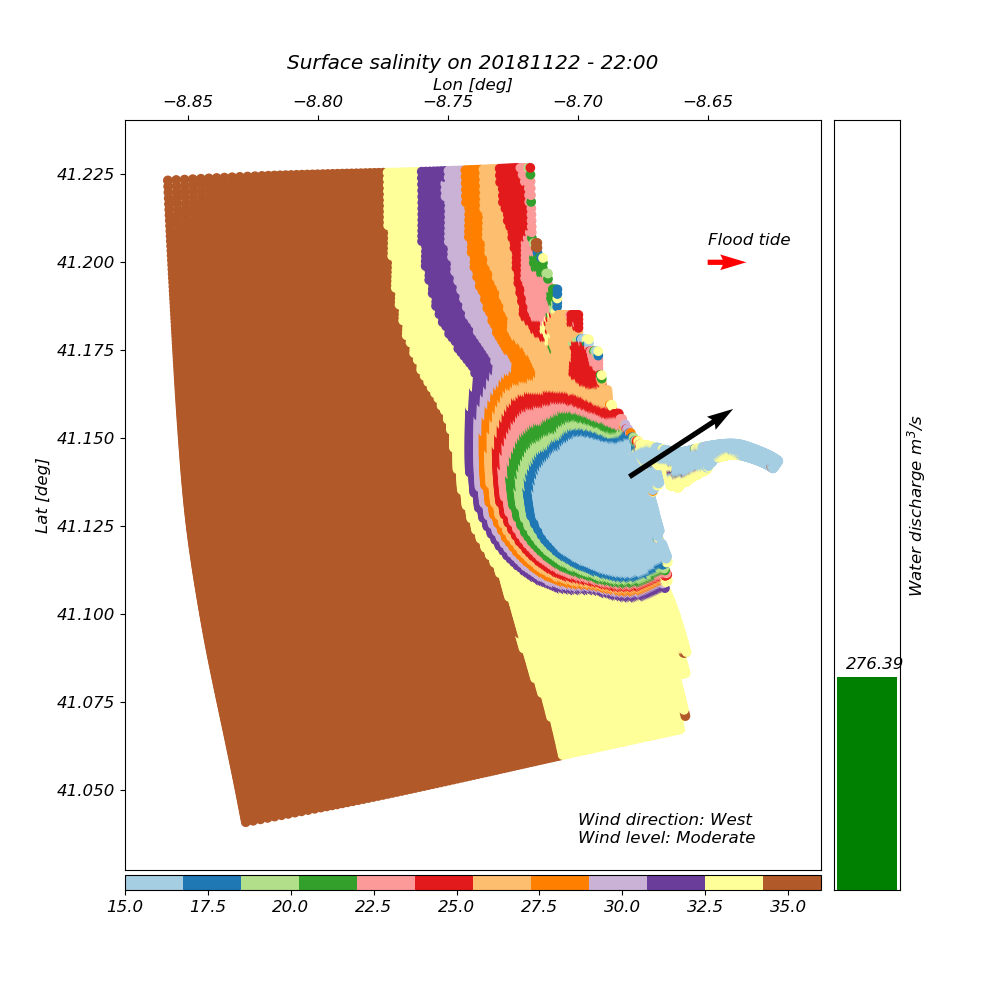 Surface salinity on 20181122 - 22:00
Lon [deg]
−8.85 −8.80 −8.75 −8.70 −8.65
41.225
41.200
41.175
41.150
41.125
41.100
41.075
41.050
Lat [deg]
Flood tide
Wind direction: West
Wind level: Moderate
15.0 17.5 20.0 22.5 25.0 27.5 30.0 32.5 35.0
276.39
Water discharge m³/s